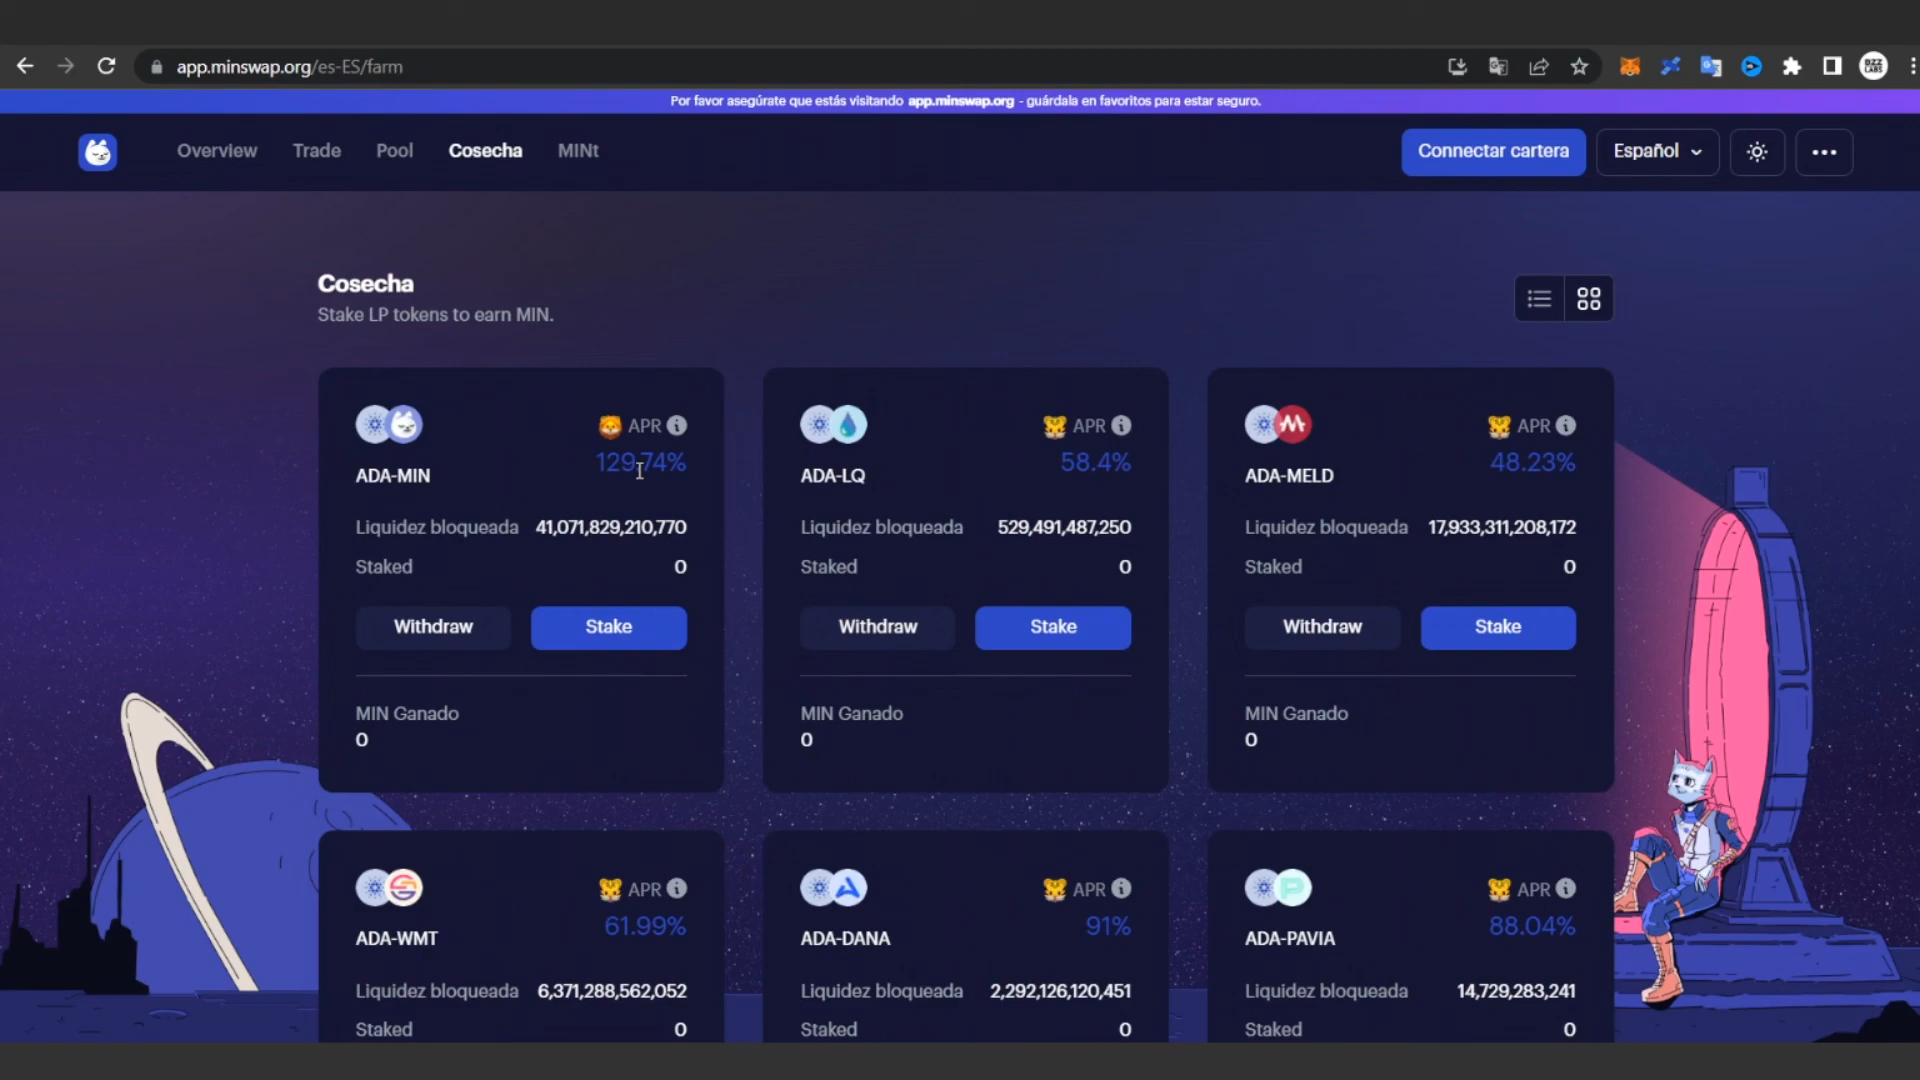 app.minswap.org/es-ES/farm
BZZ LABS
Por favor asegúrate que estás visitando app.minswap.org - guárdala en favoritos para estar seguro.
Overview Trade Pool Cosecha MINt Connectar cartera Español
Cosecha
Stake LP tokens to earn MIN.
APR APR APR
129.74% 58.4% 48.23%
ADA-MIN ADA-LQ ADA-MELD
Liquidez bloqueada 41,071,829,210,770 Liquidez bloqueada 529,491,487,250 Liquidez bloqueada 17,933,311,208,172
Staked 0 Staked 0 Staked 0
Withdraw Stake Withdraw Stake Withdraw Stake
MIN Ganado MIN Ganado MIN Ganado
0 0 0
APR APR APR
61.99% 91% 88.04%
ADA-WMT ADA-DANA ADA-PAVIA
Liquidez bloqueada 6,371,288,562,052 Liquidez bloqueada 2,292,126,120,451 Liquidez bloqueada 14,729,283,241
Staked 0 Staked 0 Staked 0